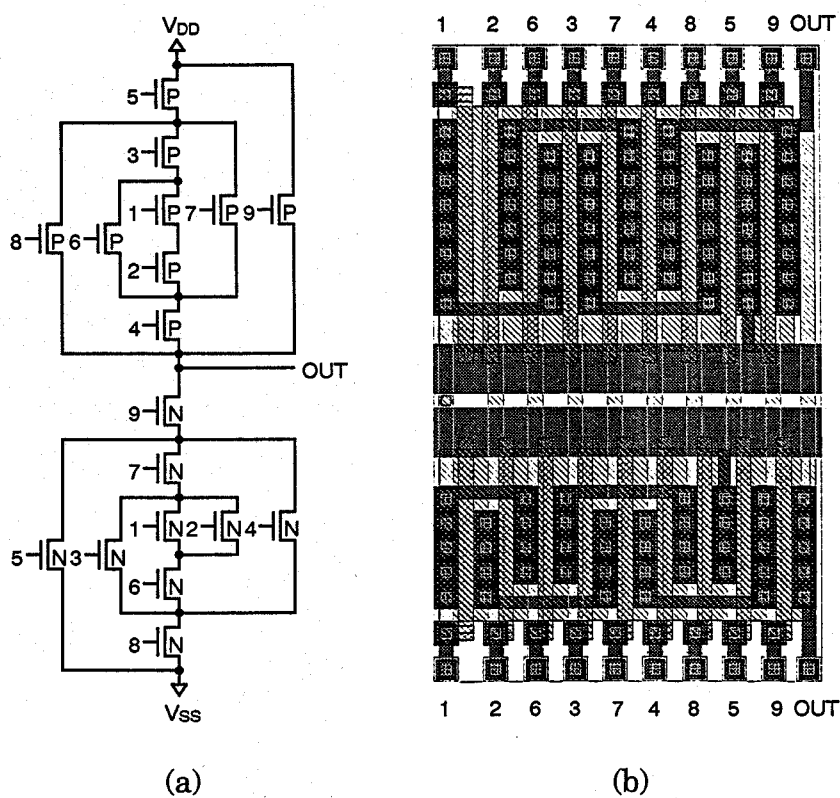 1 2 6 3 7 4 8 5 9 OUT
VDD
5 P
3 P
1 P 7 P 9 P
8 P 6 P
2 P
4 P
OUT
9 N
7 N
1 N 2 N 4 N
5 N 3 N
6 N
8 N
VSS
1 2 6 3 7 4 8 5 9 OUT
(a) (b)